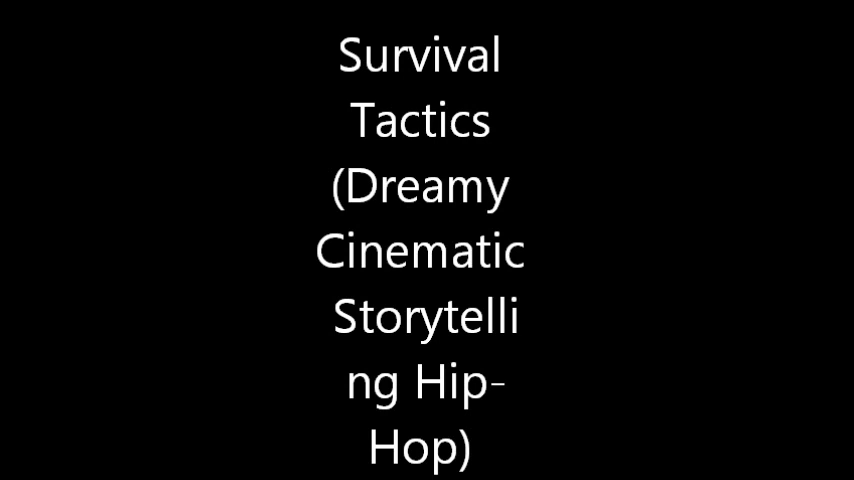 Survival
Tactics
(Dreamy
Cinematic
Storytelli
ng Hip-
Hop)